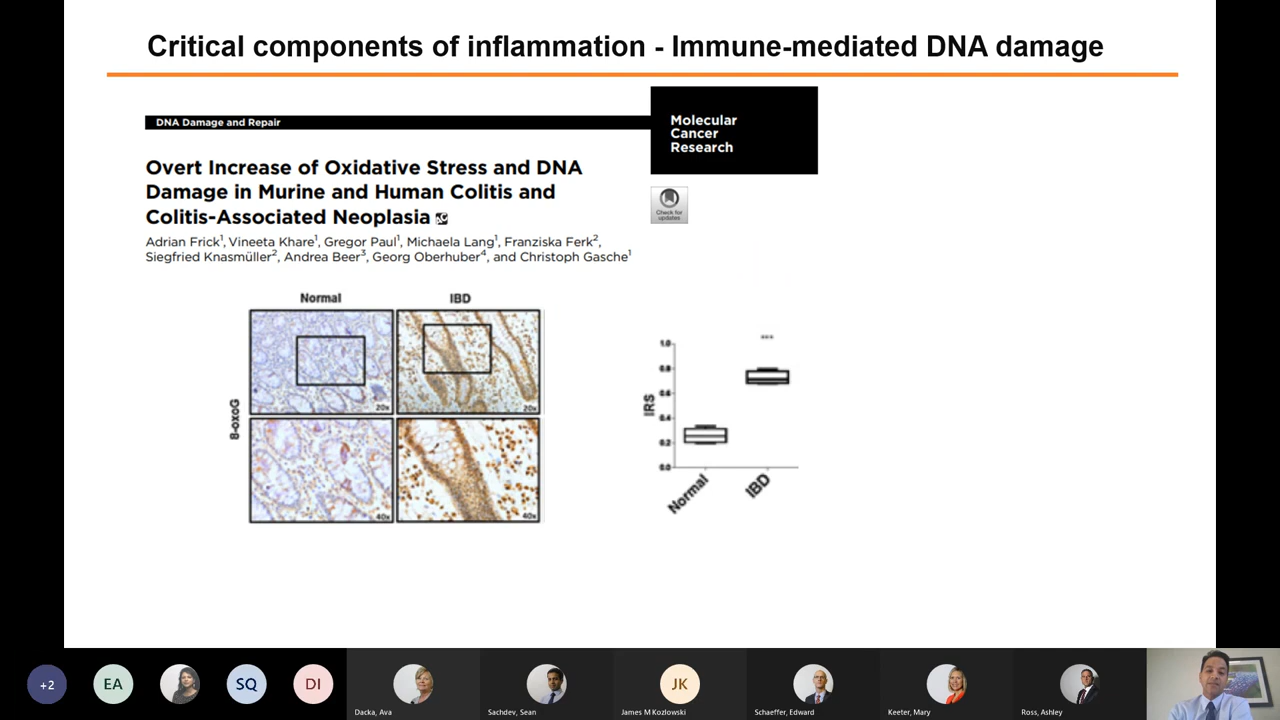 Critical components of inflammation - Immune-mediated DNA damage
DNA Damage and Repair
Molecular
Cancer
Research
Overt Increase of Oxidative Stress and DNA
Damage in Murine and Human Colitis and
Colitis-Associated Neoplasia
Check for
updates
Adrian Frick1, Vineeta Khare1, Gregor Paul1, Michaela Lang1, Franziska Ferk2,
Siegfried Knasmüller2, Andrea Beer3, Georg Oberhuber4, and Christoph Gasche1
Normal
IBD
8-oxoG
20x
20x
40x
40x
***
IRS
1.0
0.8
0.6
0.4
0.2
0.0
Normal
IBD
+2
EA
SQ
DI
JK
Dacka, Ava
Sachdev, Sean
James M Kozlowski
Schaeffer, Edward
Keeter, Mary
Ross, Ashley